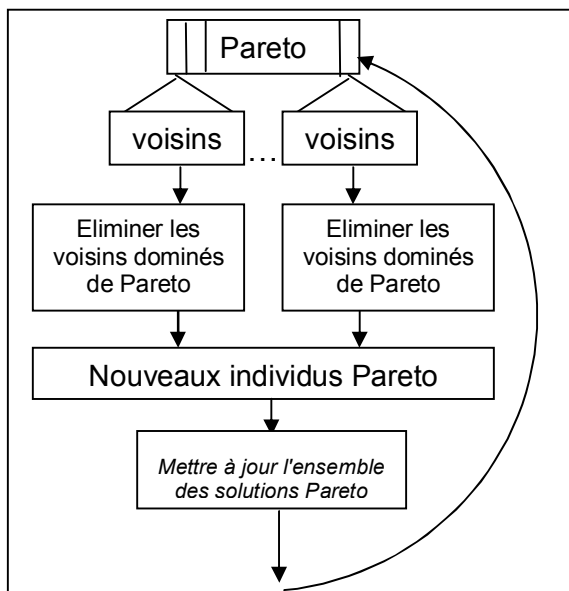 Pareto
voisins … voisins
Eliminer les
voisins dominés
de Pareto
Eliminer les
voisins dominés
de Pareto
Nouveaux individus Pareto
Mettre à jour l'ensemble
des solutions Pareto